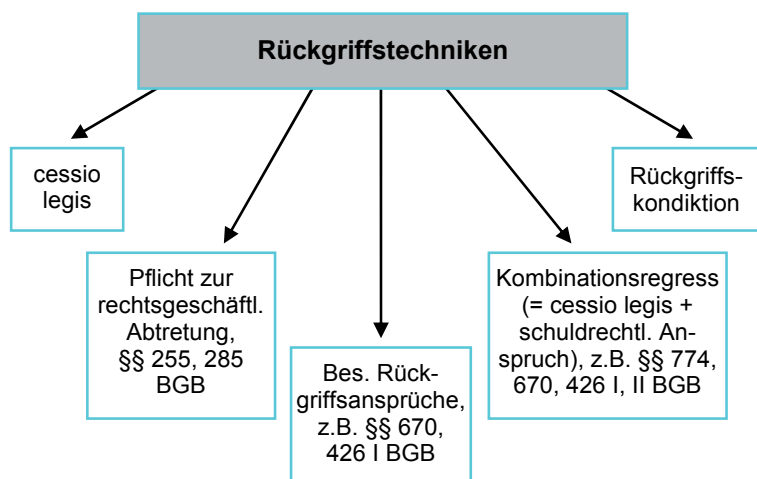 Rückgriffstechniken
cessio
legis
Pflicht zur
rechtsgeschäftl.
Abtretung,
§§ 255, 285
BGB
Bes. Rück-
griffsansprüche,
z.B. §§ 670,
426 I BGB
Kombinationsregress
(= cessio legis +
schuldrechtl. An-
spruch), z.B. §§ 774,
670, 426 I, II BGB
Rückgriffs-
kondiktion